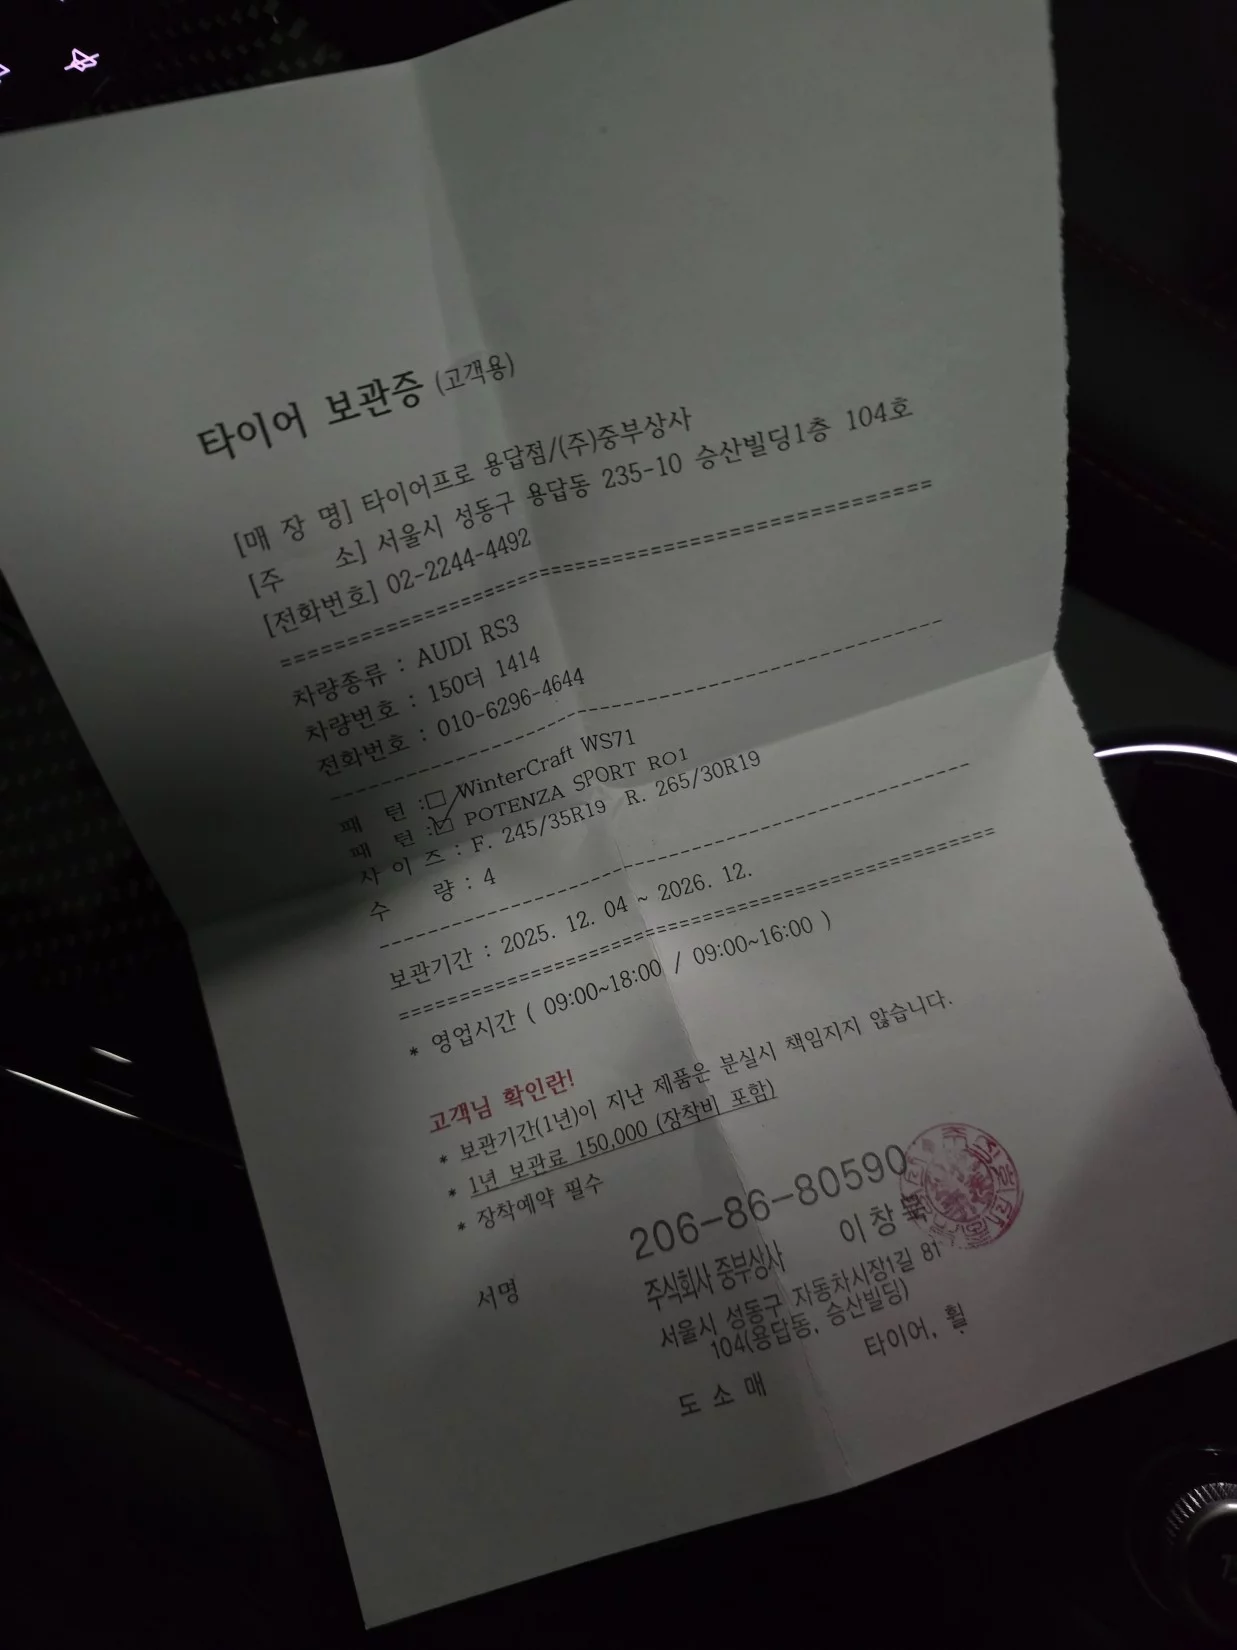 타이어 보관증 (고객용)
[매 장 명] 타이어프로 용답점/(주)중부상사
[주 소] 서울시 성동구 용답동 235-10 승산빌딩1층 104호
[전화번호] 02-2244-4492
==================================================
차량종류 : AUDI RS3
차량번호 : 150더 1414
전화번호 : 010-6296-4644
--------------------------------------------------
패 턴 :□ WinterCraft WS71
패 턴 :☑ POTENZA SPORT RO1
사 이 즈 : F. 245/35R19 R. 265/30R19
수 량 : 4
--------------------------------------------------
보관기간 : 2025. 12. 04 ~ 2026. 12.
==================================================
* 영업시간 ( 09:00~18:00 / 09:00~16:00 )
고객님 확인란!
* 보관기간(1년)이 지난 제품은 분실시 책임지지 않습니다.
* 1년 보관료 150,000 (장착비 포함)
* 장착예약 필수
서명
206-86-80590
주식회사 중부상사 이 창
서울시 성동구 자동차시장1길 81
104(용답동, 승산빌딩)
도 소 매 타이어, 휠